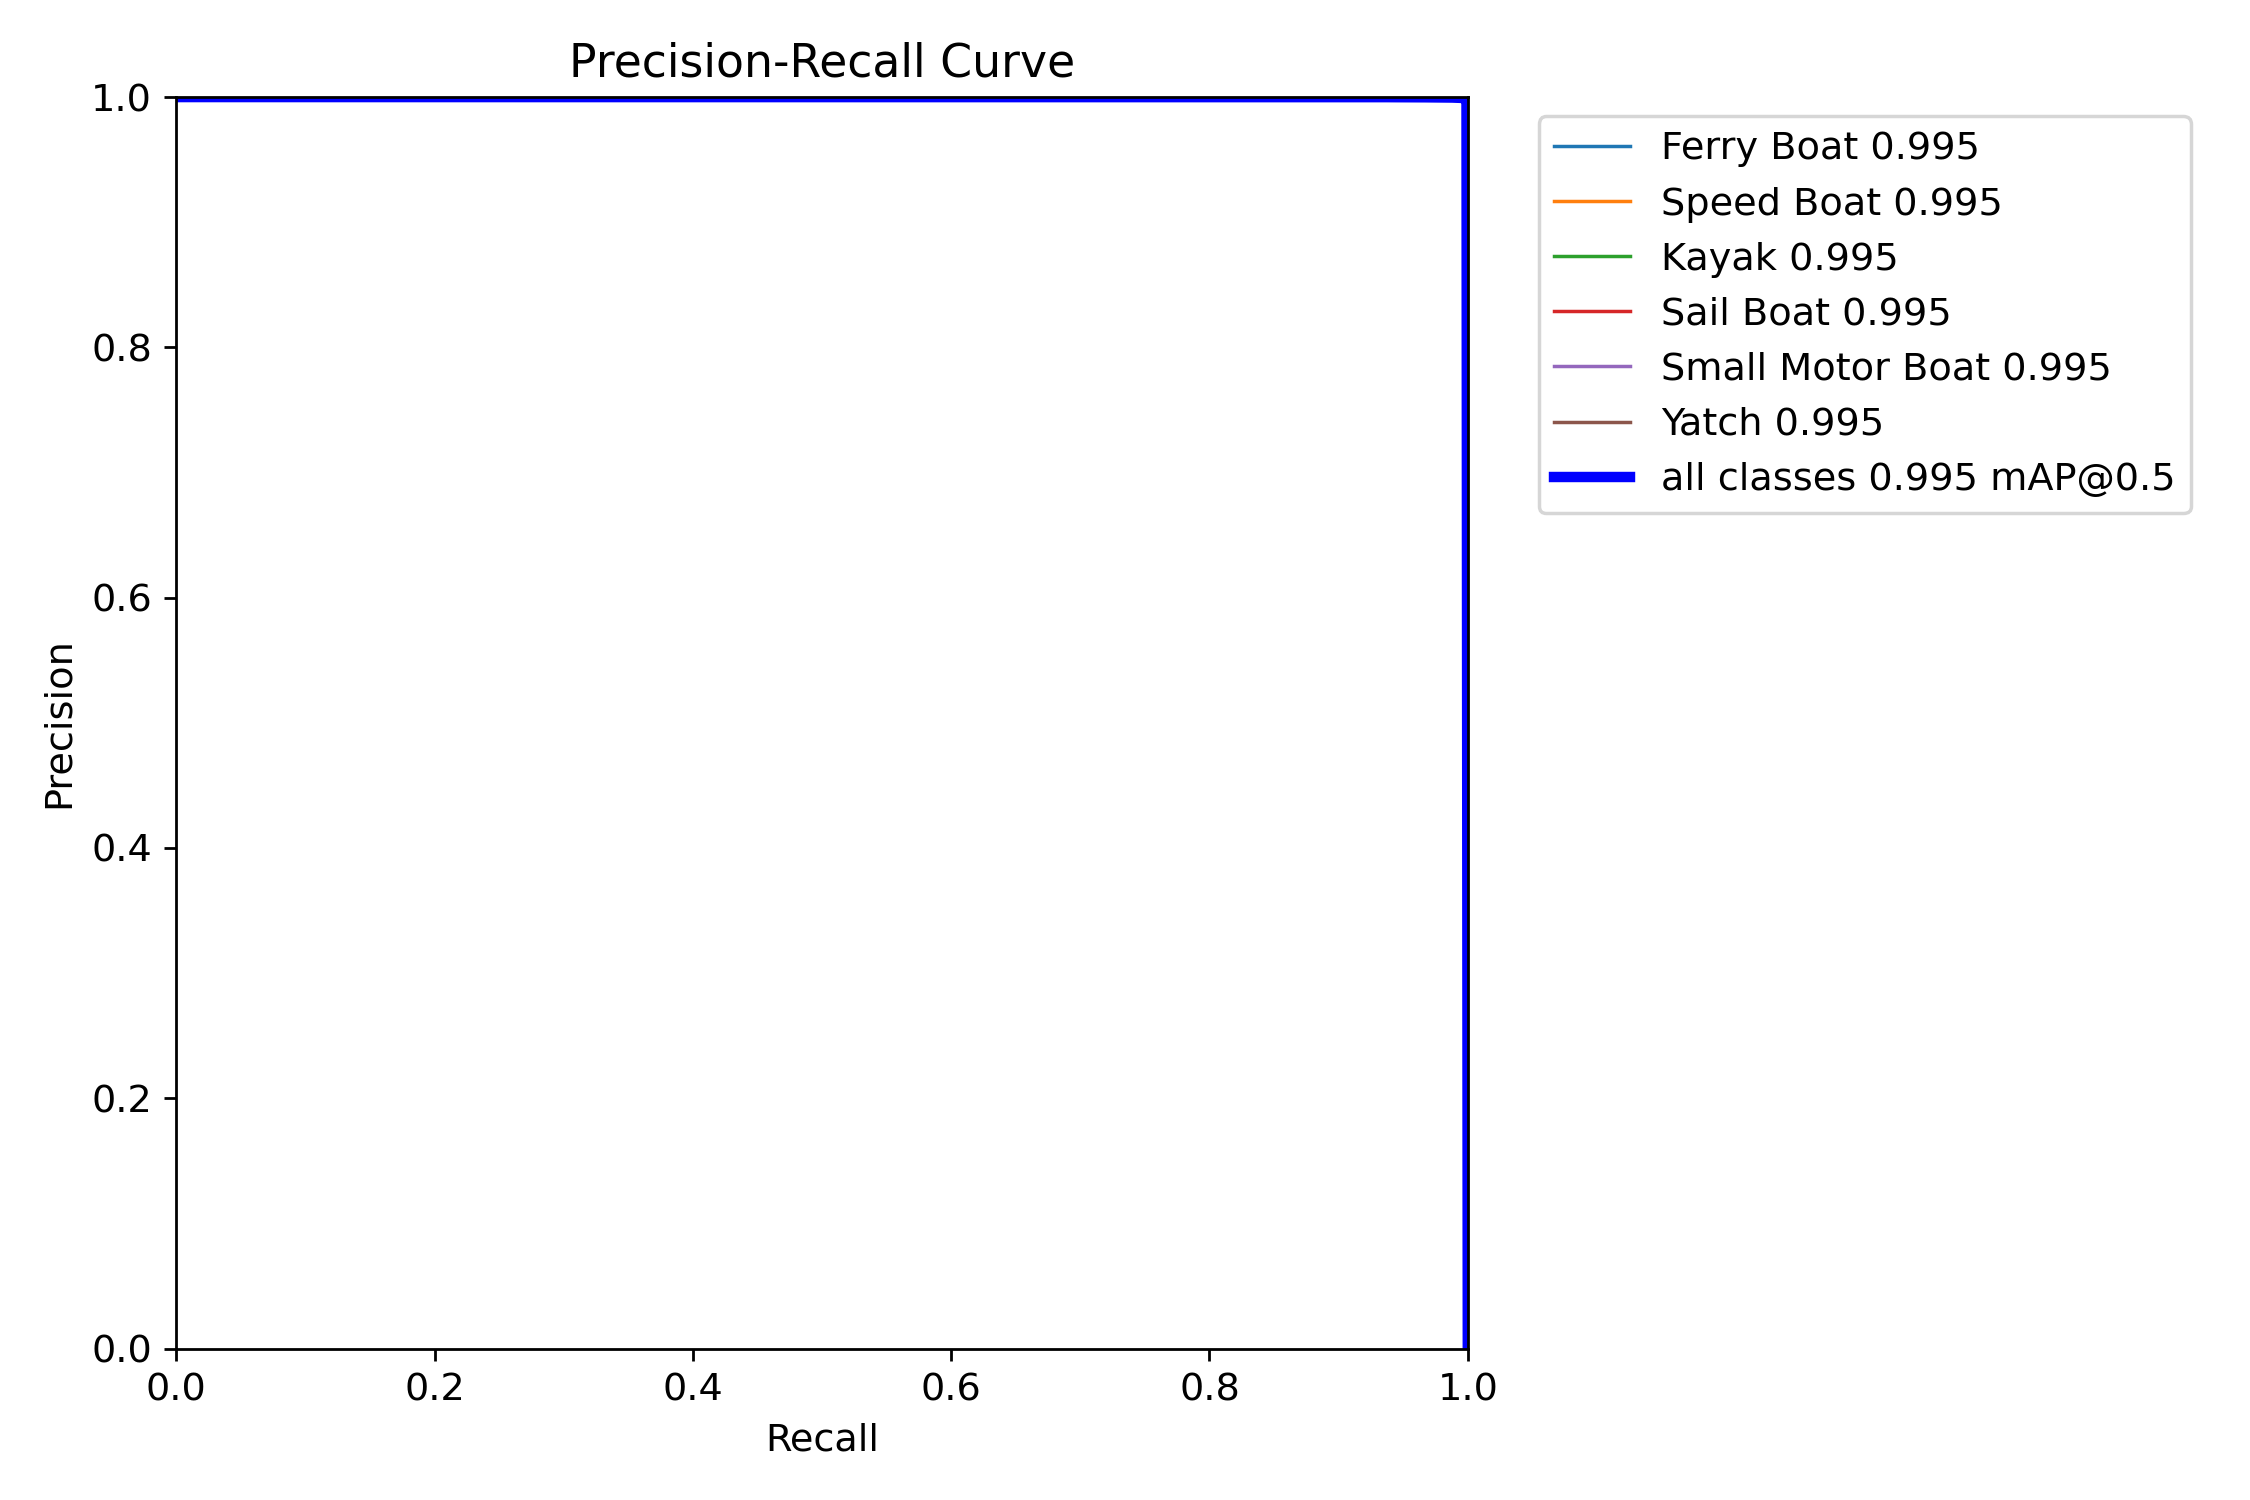 Precision-Recall Curve
1.0
0.8
0.6
0.4
0.2
0.0
Precision
0.0 0.2 0.4 0.6 0.8 1.0
Recall
Ferry Boat 0.995
Speed Boat 0.995
Kayak 0.995
Sail Boat 0.995
Small Motor Boat 0.995
Yatch 0.995
all classes 0.995 mAP@0.5